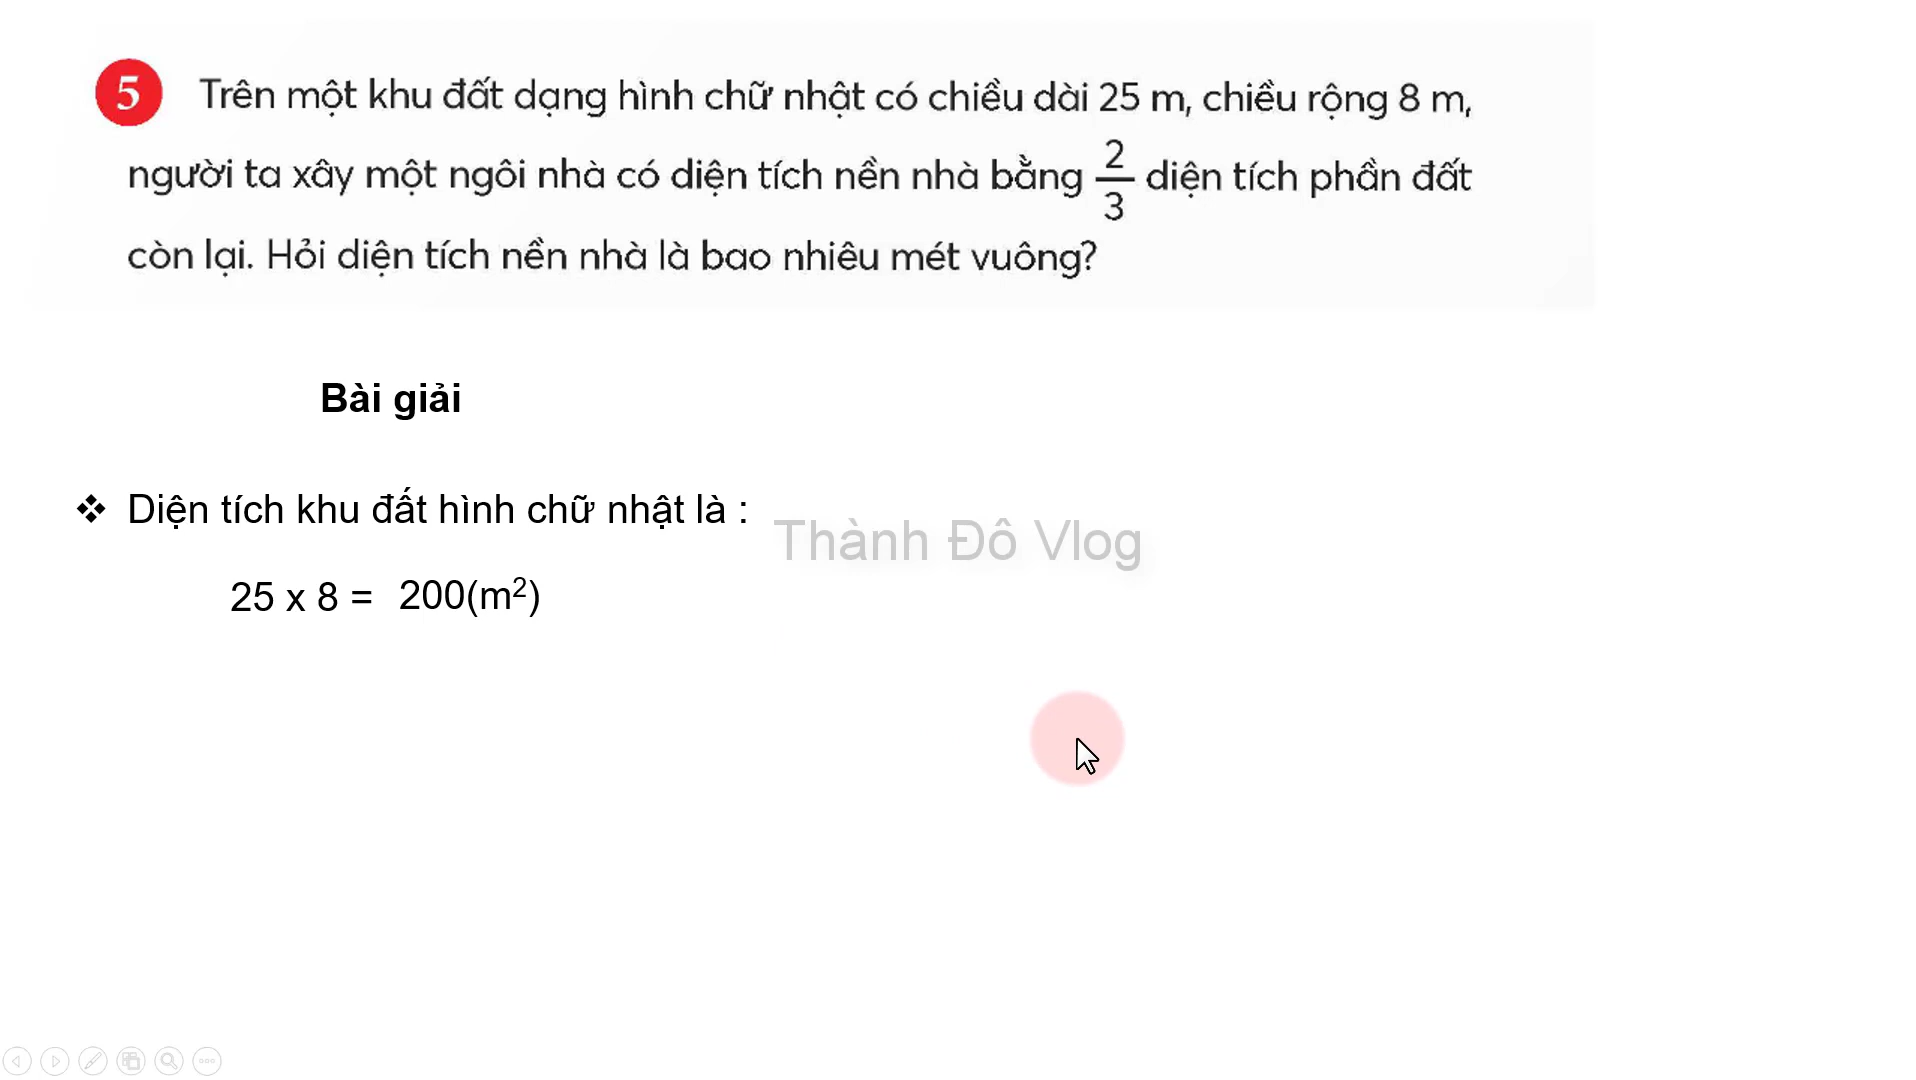 5 Trên một khu đất dạng hình chữ nhật có chiều dài 25 m, chiều rộng 8 m,
người ta xây một ngôi nhà có diện tích nền nhà bằng 2/3 diện tích phần đất
còn lại. Hỏi diện tích nền nhà là bao nhiêu mét vuông?
Bài giải
❖ Diện tích khu đất hình chữ nhật là :
Thành Đô Vlog
25 x 8 = 200(m²)